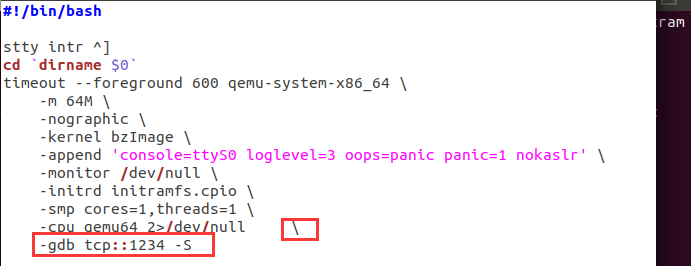 #!/bin/bash
stty intr ^]
cd `dirname $0`
timeout --foreground 600 qemu-system-x86_64 \
-m 64M \
-nographic \
-kernel bzImage \
-append 'console=ttyS0 loglevel=3 oops=panic panic=1 nokaslr' \
-monitor /dev/null \
-initrd initramfs.cpio \
-smp cores=1,threads=1 \
-cpu qemu64 2>/dev/null \
-gdb tcp::1234 -S
ram